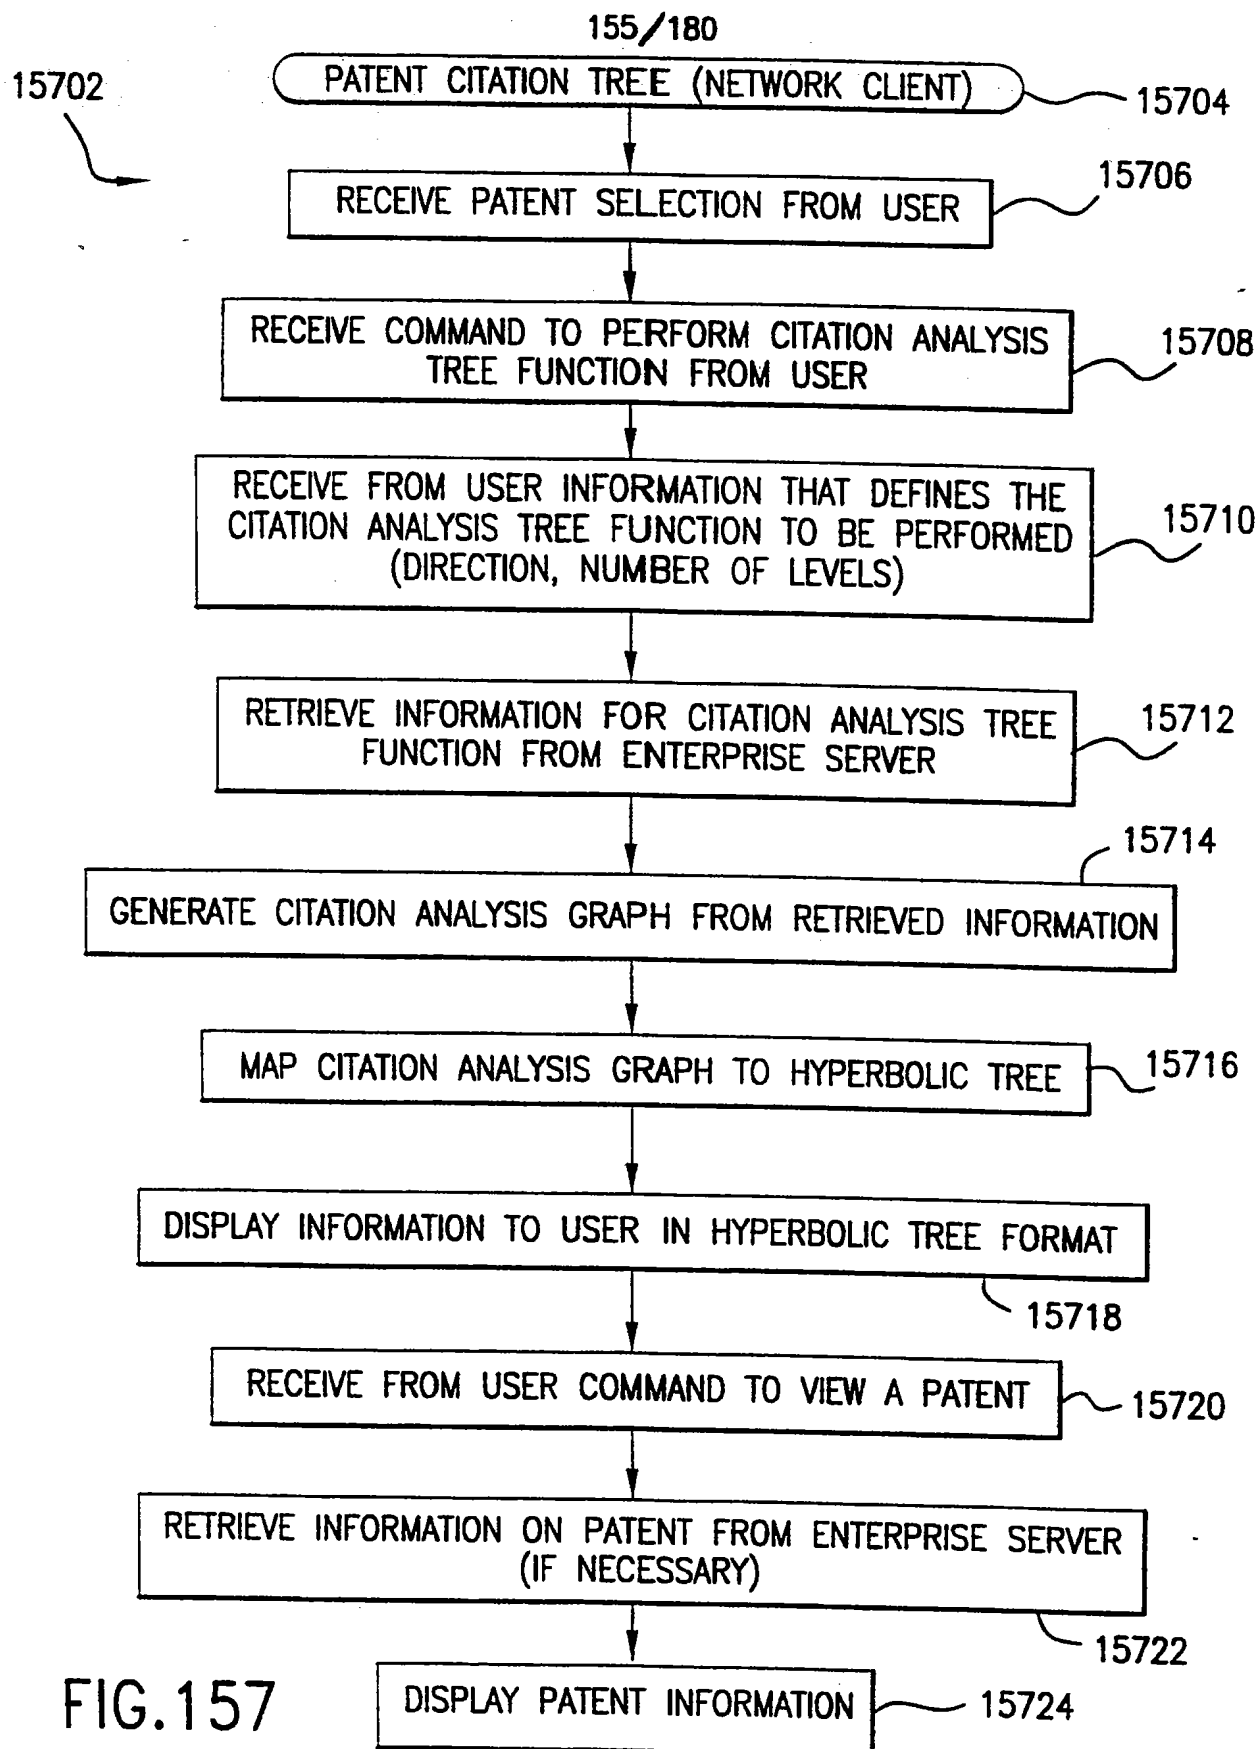 155/180
15702
PATENT CITATION TREE (NETWORK CLIENT)
15704
RECEIVE PATENT SELECTION FROM USER
15706
RECEIVE COMMAND TO PERFORM CITATION ANALYSIS
TREE FUNCTION FROM USER
15708
RECEIVE FROM USER INFORMATION THAT DEFINES THE
CITATION ANALYSIS TREE FUNCTION TO BE PERFORMED
(DIRECTION, NUMBER OF LEVELS)
15710
RETRIEVE INFORMATION FOR CITATION ANALYSIS TREE
FUNCTION FROM ENTERPRISE SERVER
15712
15714
GENERATE CITATION ANALYSIS GRAPH FROM RETRIEVED INFORMATION
MAP CITATION ANALYSIS GRAPH TO HYPERBOLIC TREE
15716
DISPLAY INFORMATION TO USER IN HYPERBOLIC TREE FORMAT
15718
RECEIVE FROM USER COMMAND TO VIEW A PATENT
15720
RETRIEVE INFORMATION ON PATENT FROM ENTERPRISE SERVER
(IF NECESSARY)
15722
DISPLAY PATENT INFORMATION
15724
FIG.157